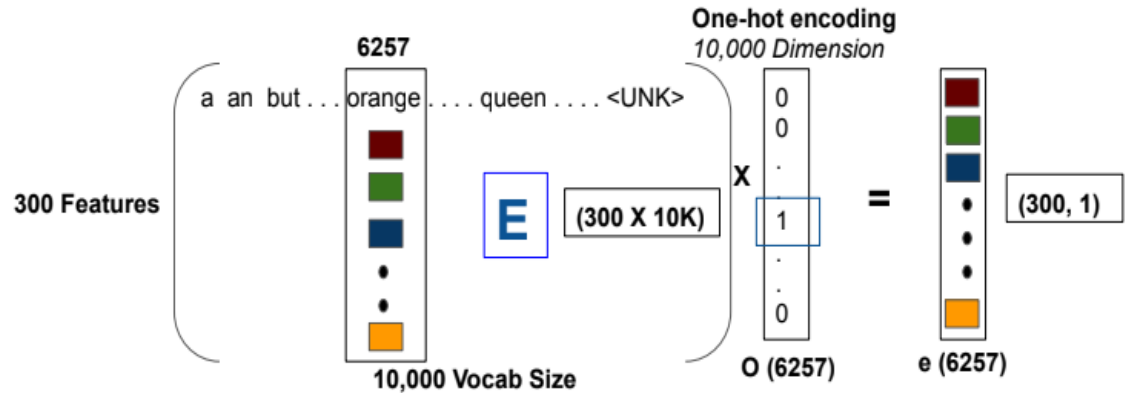 One-hot encoding
10,000 Dimension
6257
a an but . . . orange . . . . queen . . . . <UNK>
300 Features
E
(300 X 10K)
X
0
0
.
.
1
.
.
0
=
(300, 1)
10,000 Vocab Size
O (6257)
e (6257)